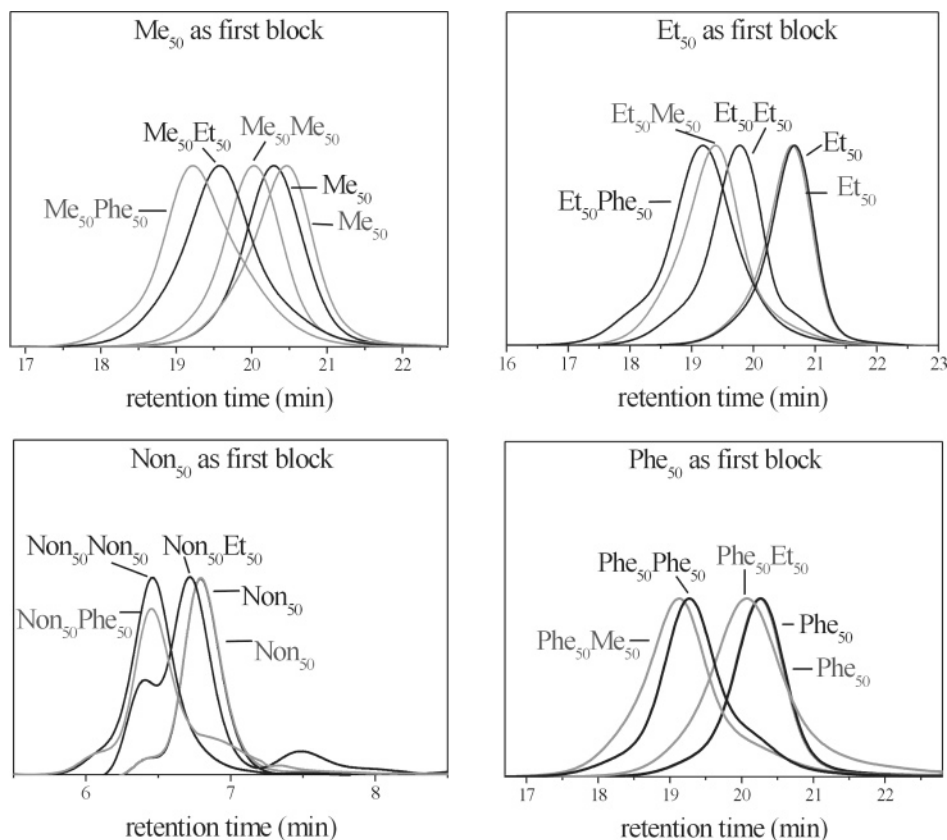 Me₅₀ as first block
Me₅₀Et₅₀ Me₅₀Me₅₀
Me₅₀Phe₅₀
Me₅₀
Me₅₀
17 18 19 20 21 22
retention time (min)
Et₅₀ as first block
Et₅₀Me₅₀ Et₅₀Et₅₀
Et₅₀
Et₅₀Phe₅₀
Et₅₀
16 17 18 19 20 21 22 23
retention time (min)
Non₅₀ as first block
Non₅₀Non₅₀ Non₅₀Et₅₀
Non₅₀Phe₅₀
Non₅₀
Non₅₀
6 7 8
retention time (min)
Phe₅₀ as first block
Phe₅₀Phe₅₀ Phe₅₀Et₅₀
Phe₅₀Me₅₀
Phe₅₀
Phe₅₀
17 18 19 20 21 22
retention time (min)